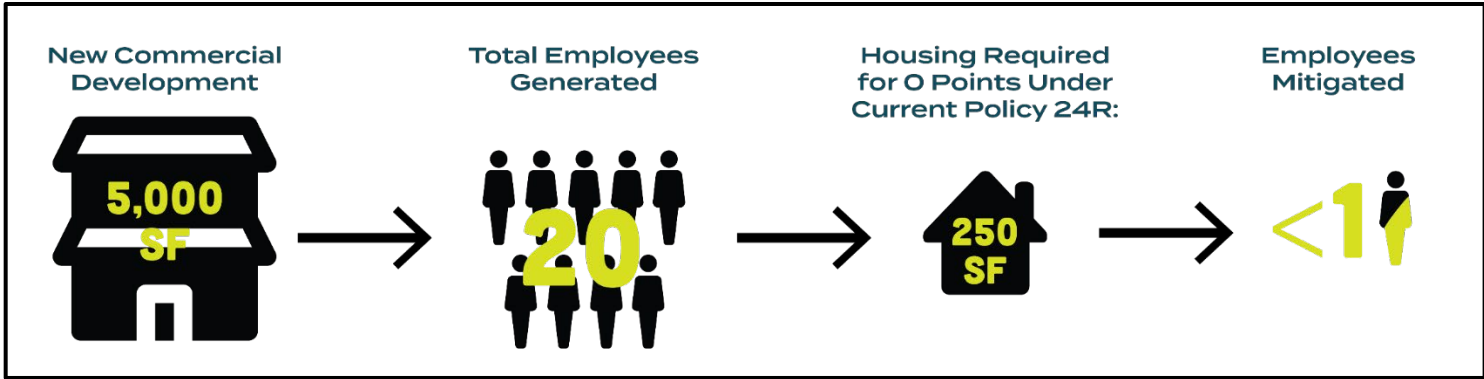 New Commercial
Development
5,000
SF
Total Employees
Generated
20
Housing Required
for 0 Points Under
Current Policy 24R:
250
SF
Employees
Mitigated
<1